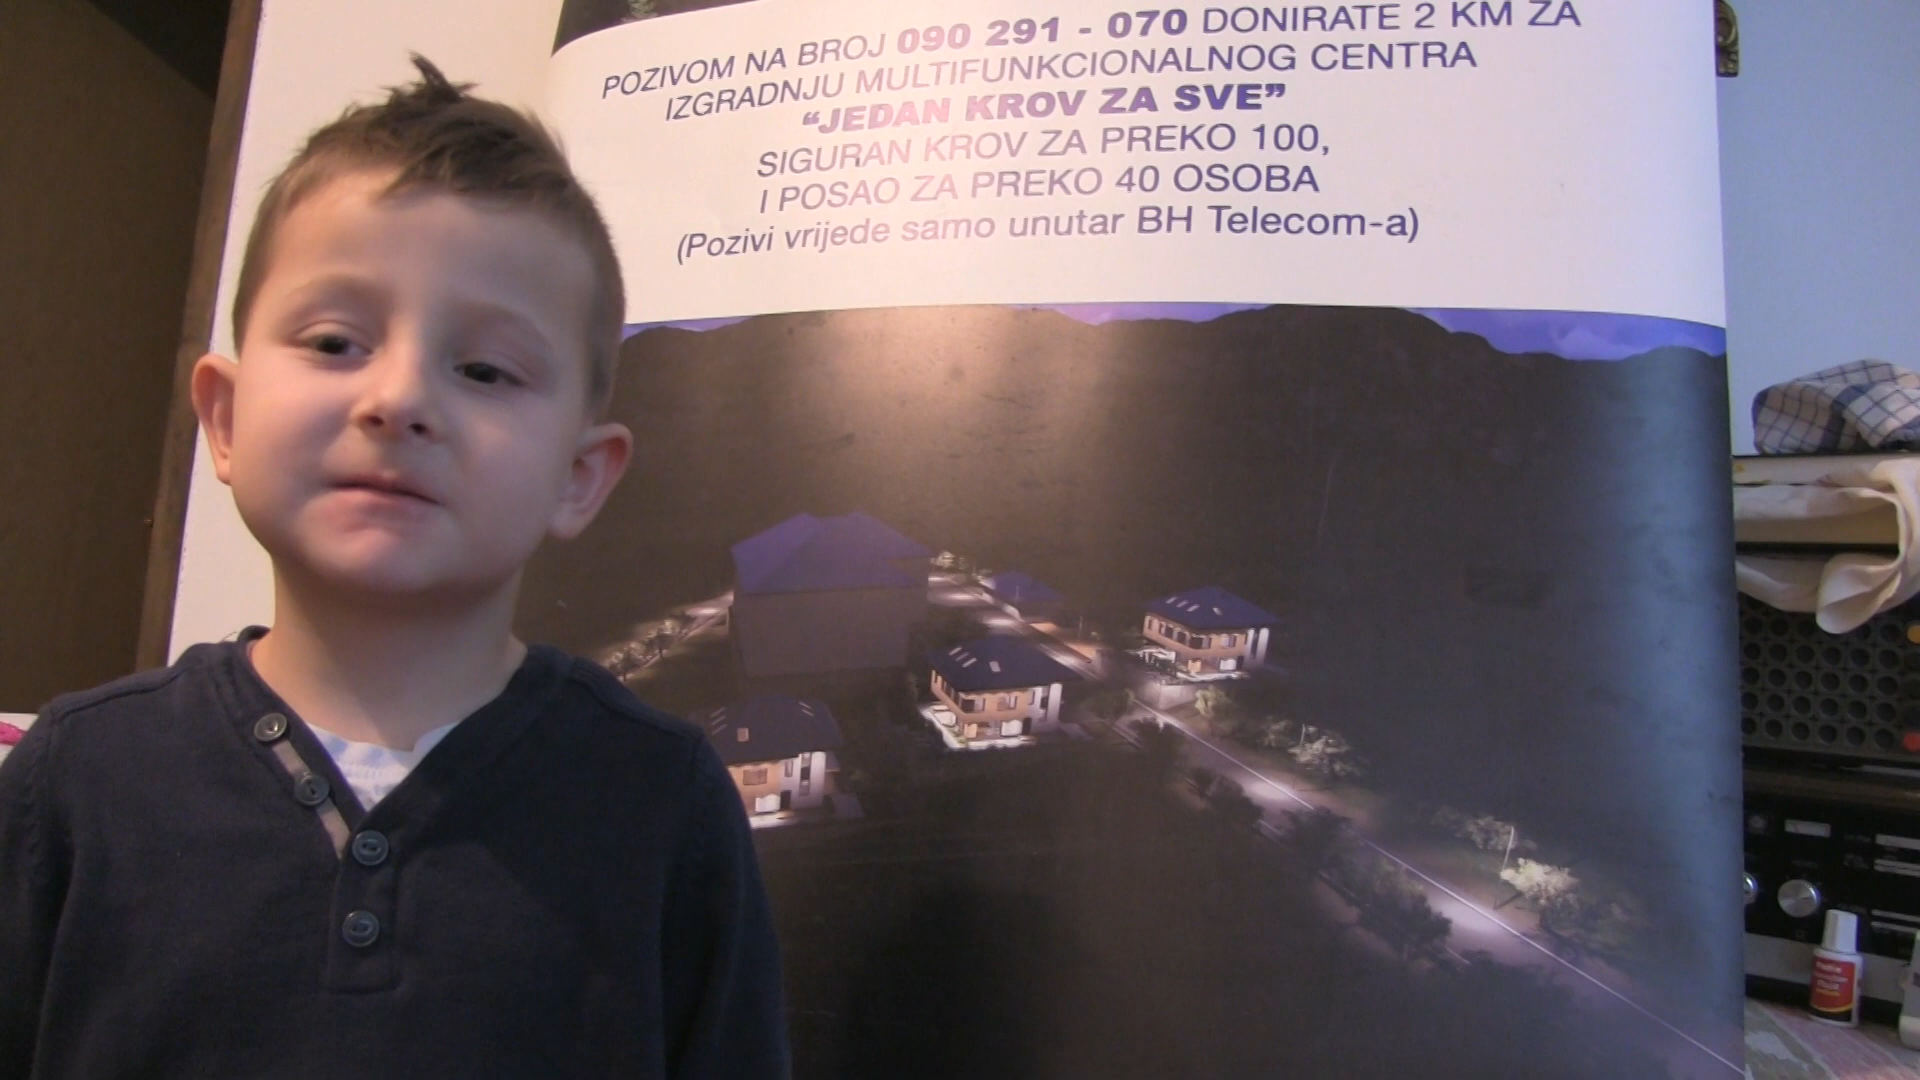 POZIVOM NA BROJ 090 291 - 070 DONIRATE 2 KM ZA
IZGRADNJU MULTIFUNKCIONALNOG CENTRA
“JEDAN KROV ZA SVE”
SIGURAN KROV ZA PREKO 100,
I POSAO ZA PREKO 40 OSOBA
(Pozivi vrijede samo unutar BH Telecom-a)